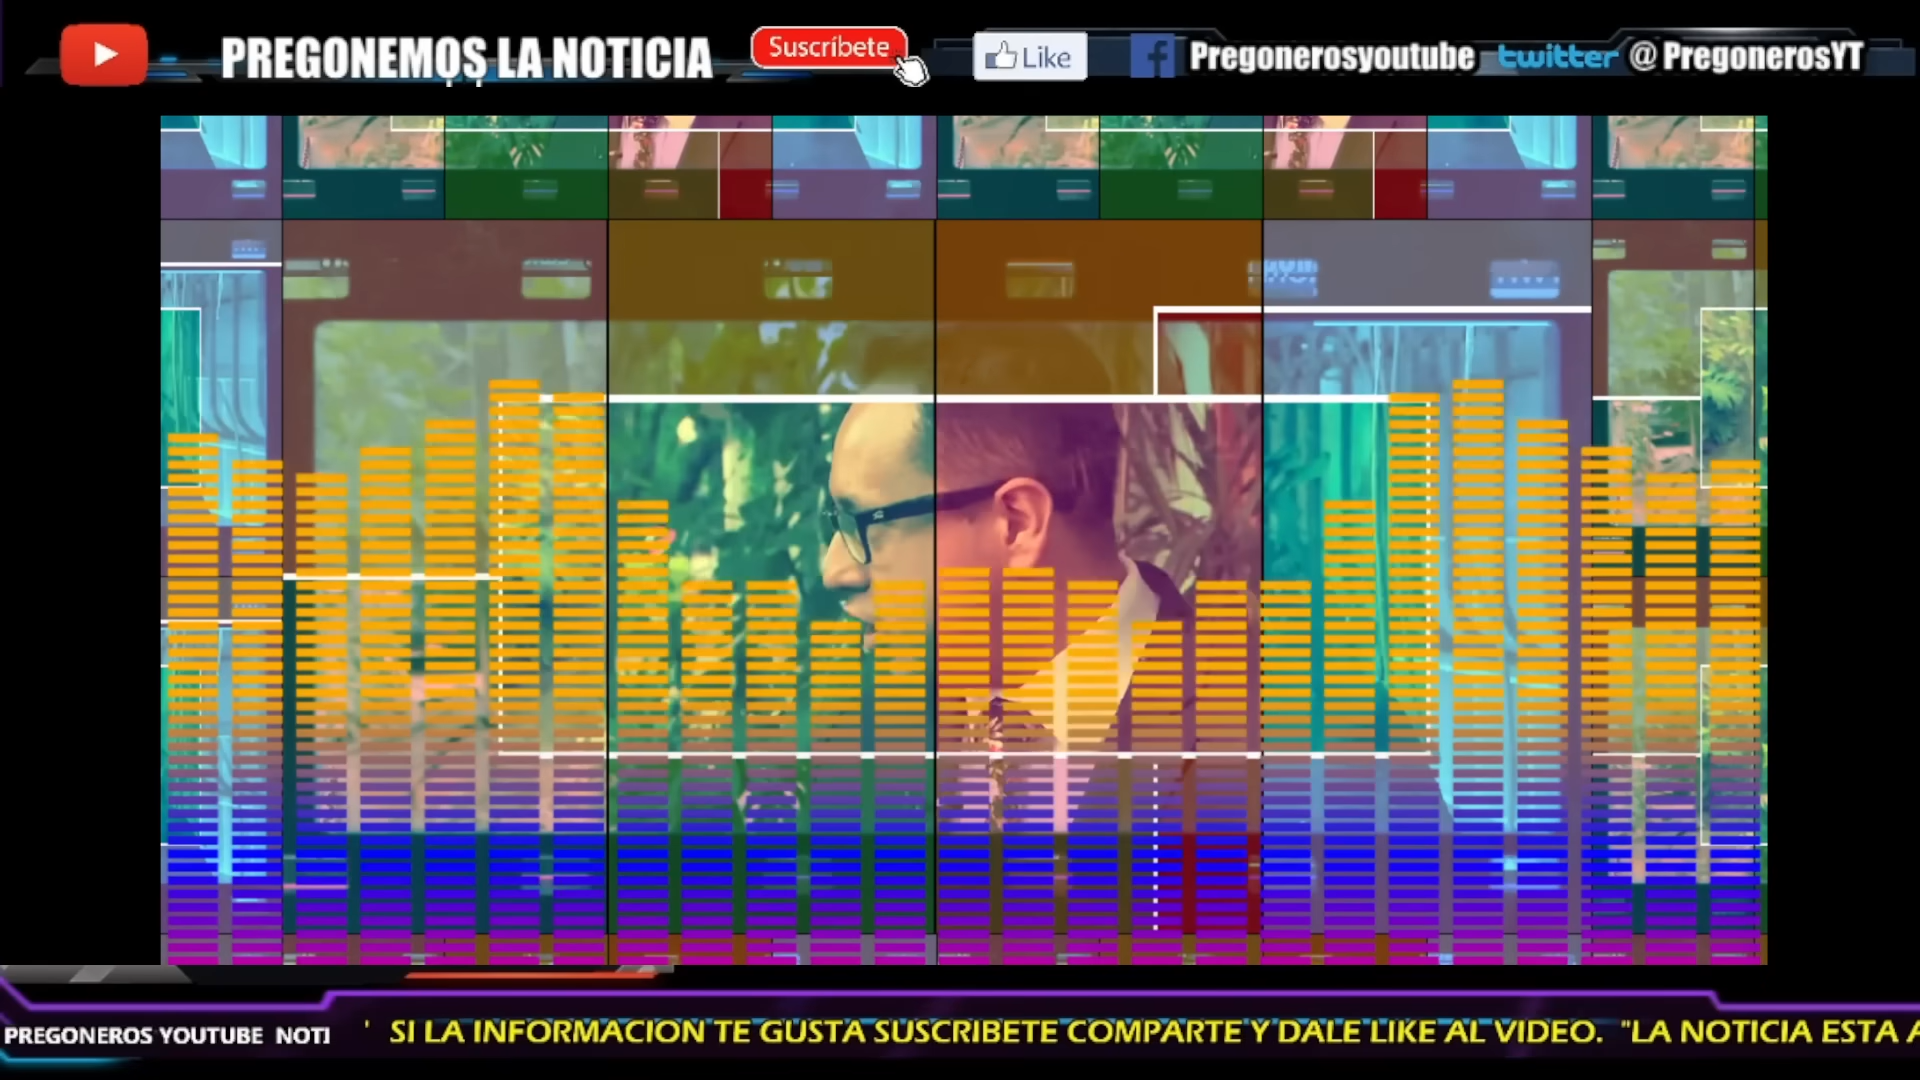 PREGONEMOS LA NOTICIA
Suscríbete
Like
Pregonerosyoutube
twitter @PregonerosYT
PREGONEROS YOUTUBE NOTI
' SI LA INFORMACION TE GUSTA SUSCRIBETE COMPARTE Y DALE LIKE AL VIDEO. "LA NOTICIA ESTA A